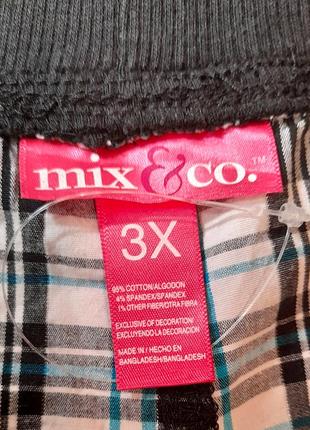 mix & co.™
3X
95% COTTON/ALGODON
4% SPANDEX/SPANDEX
1% OTHER FIBER/OTRA FIBRA
EXCLUSIVE OF DECORATION/
EXCLUYENDO LA DECORACIÓN
MADE IN / HECHO EN
BANGLADESH/BANGLADESH